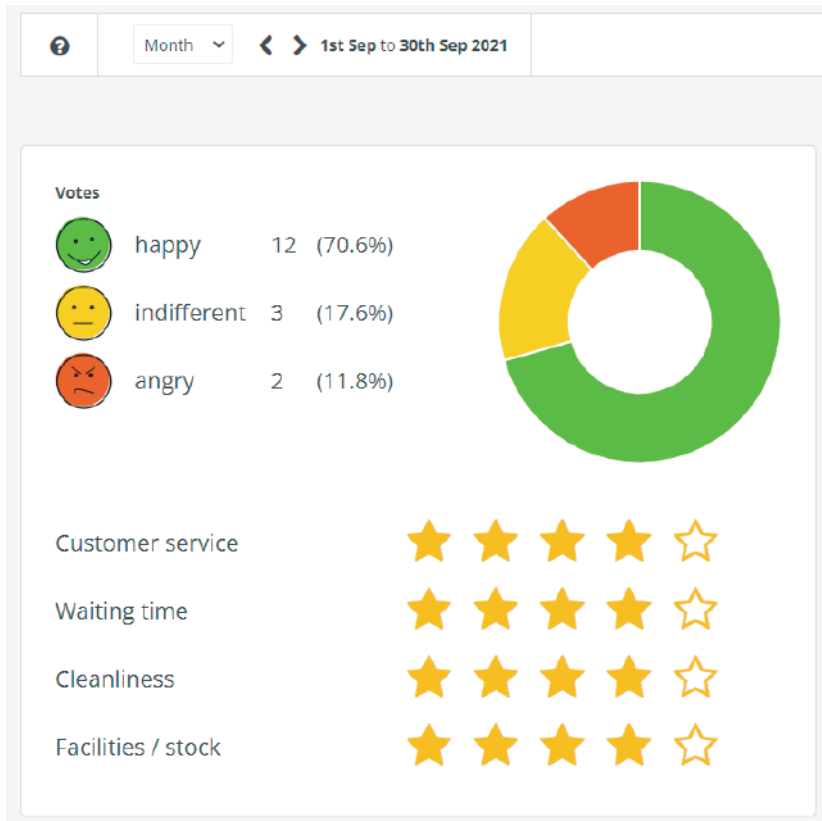 Month 1st Sep to 30th Sep 2021
Votes
happy 12 (70.6%)
indifferent 3 (17.6%)
angry 2 (11.8%)
Customer service
Waiting time
Cleanliness
Facilities / stock